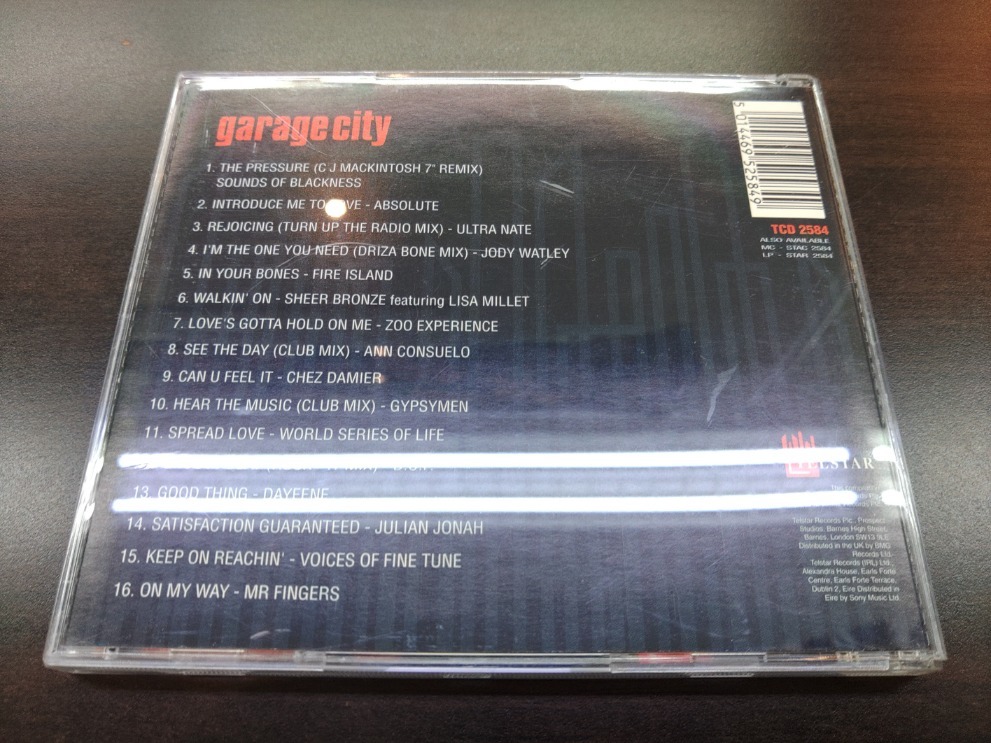 garage city
1. THE PRESSURE (C J MACKINTOSH 7" REMIX)
SOUNDS OF BLACKNESS
2. INTRODUCE ME TO LOVE - ABSOLUTE
3. REJOICING (TURN UP THE RADIO MIX) - ULTRA NATE
4. I'M THE ONE YOU NEED (DRIZA BONE MIX) - JODY WATLEY
5. IN YOUR BONES - FIRE ISLAND
6. WALKIN' ON - SHEER BRONZE featuring LISA MILLET
7. LOVE'S GOTTA HOLD ON ME - ZOO EXPERIENCE
8. SEE THE DAY (CLUB MIX) - ANN CONSUELO
9. CAN U FEEL IT - CHEZ DAMIER
10. HEAR THE MUSIC (CLUB MIX) - GYPSYMEN
11. SPREAD LOVE - WORLD SERIES OF LIFE
13. GOOD THING - DAYEENE
14. SATISFACTION GUARANTEED - JULIAN JONAH
15. KEEP ON REACHIN' - VOICES OF FINE TUNE
16. ON MY WAY - MR FINGERS
5 014469 525849
TCD 2584
ALSO AVAILABLE
MC - STAC 2584
LP - STAR 2584
TELSTAR
Telstar Records Plc., Prospect
Studios, Barnes High Street,
Barnes, London SW13 9LE
Distributed in the UK by BMG
Records Ltd.
Telstar Records (IRL) Ltd.,
Alexandra House, Earls Forte
Centre, Earls Forte Terrace,
Dublin 2, Eire Distributed in
Eire by Sony Music Ltd